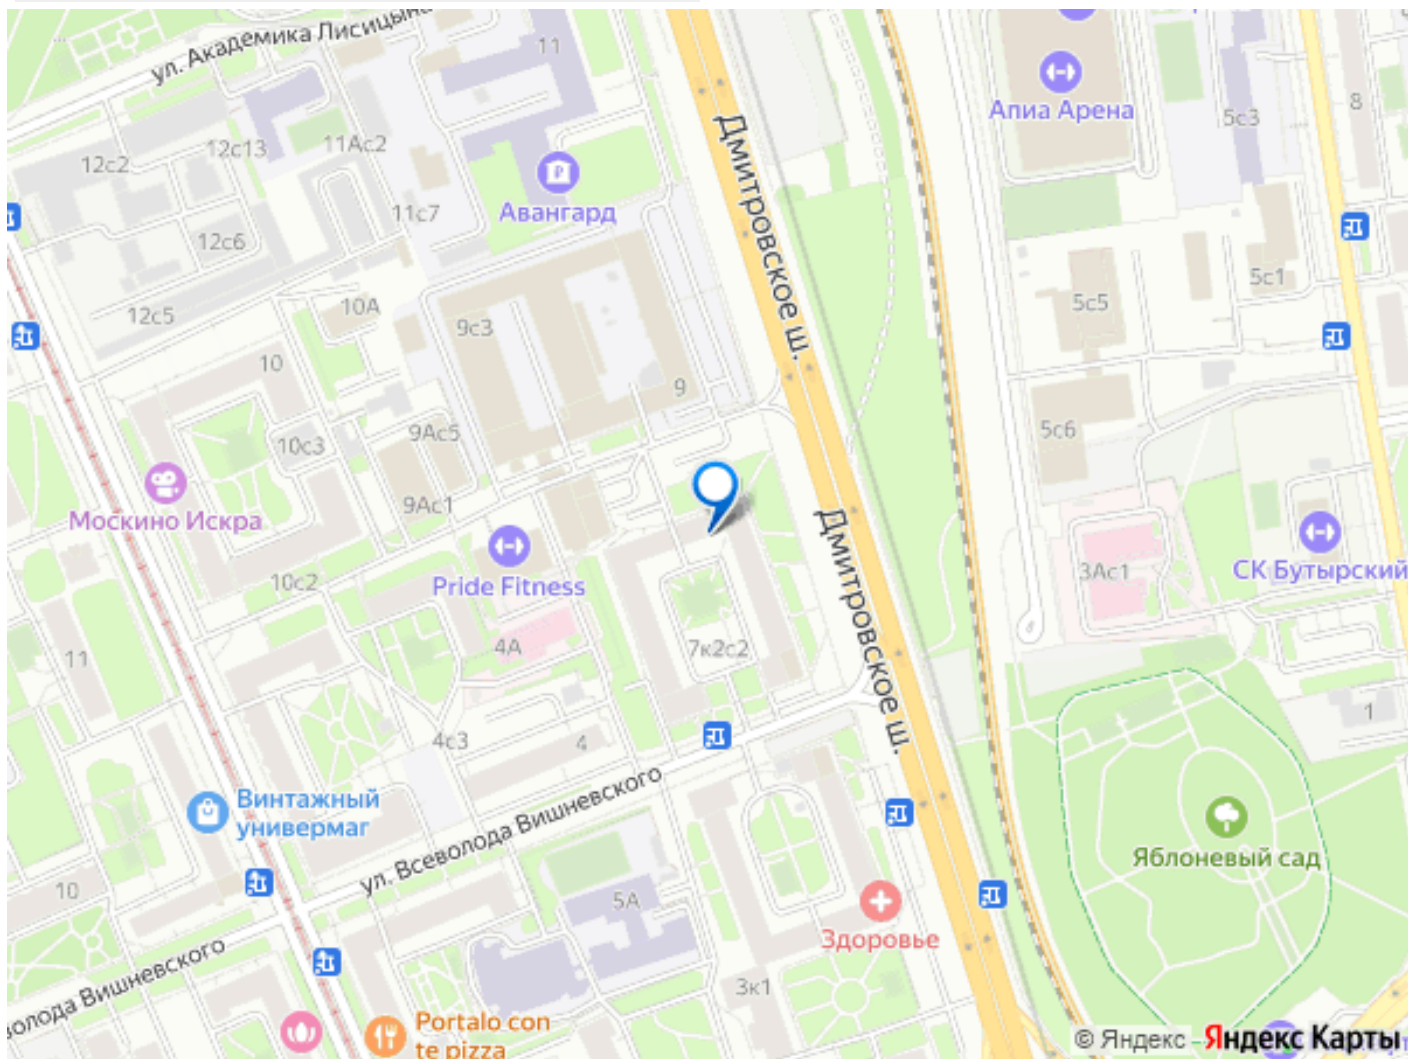 ул. Академика Лисицына
11
Апиа Арена
8
5с3
12с2
12с13
11Ас2
Дмитровское ш.
Авангард
11с7
12с6
5с1
5с5
12с5
10А
9с3
10
9
9Ас5
10с3
5с6
9Ас1
Москино Искра
Дмитровское ш.
Pride Fitness
10с2
3Ас1
СК Бутырский
4А
7к2с2
11
1
4с3
4
Винтажный
универмаг
ул. Всеволода Вишневского
Яблоневый сад
10
5А
Здоровье
олода Вишневского
3к1
Portalo con
te pizza
© Яндекс
Яндекс Карты